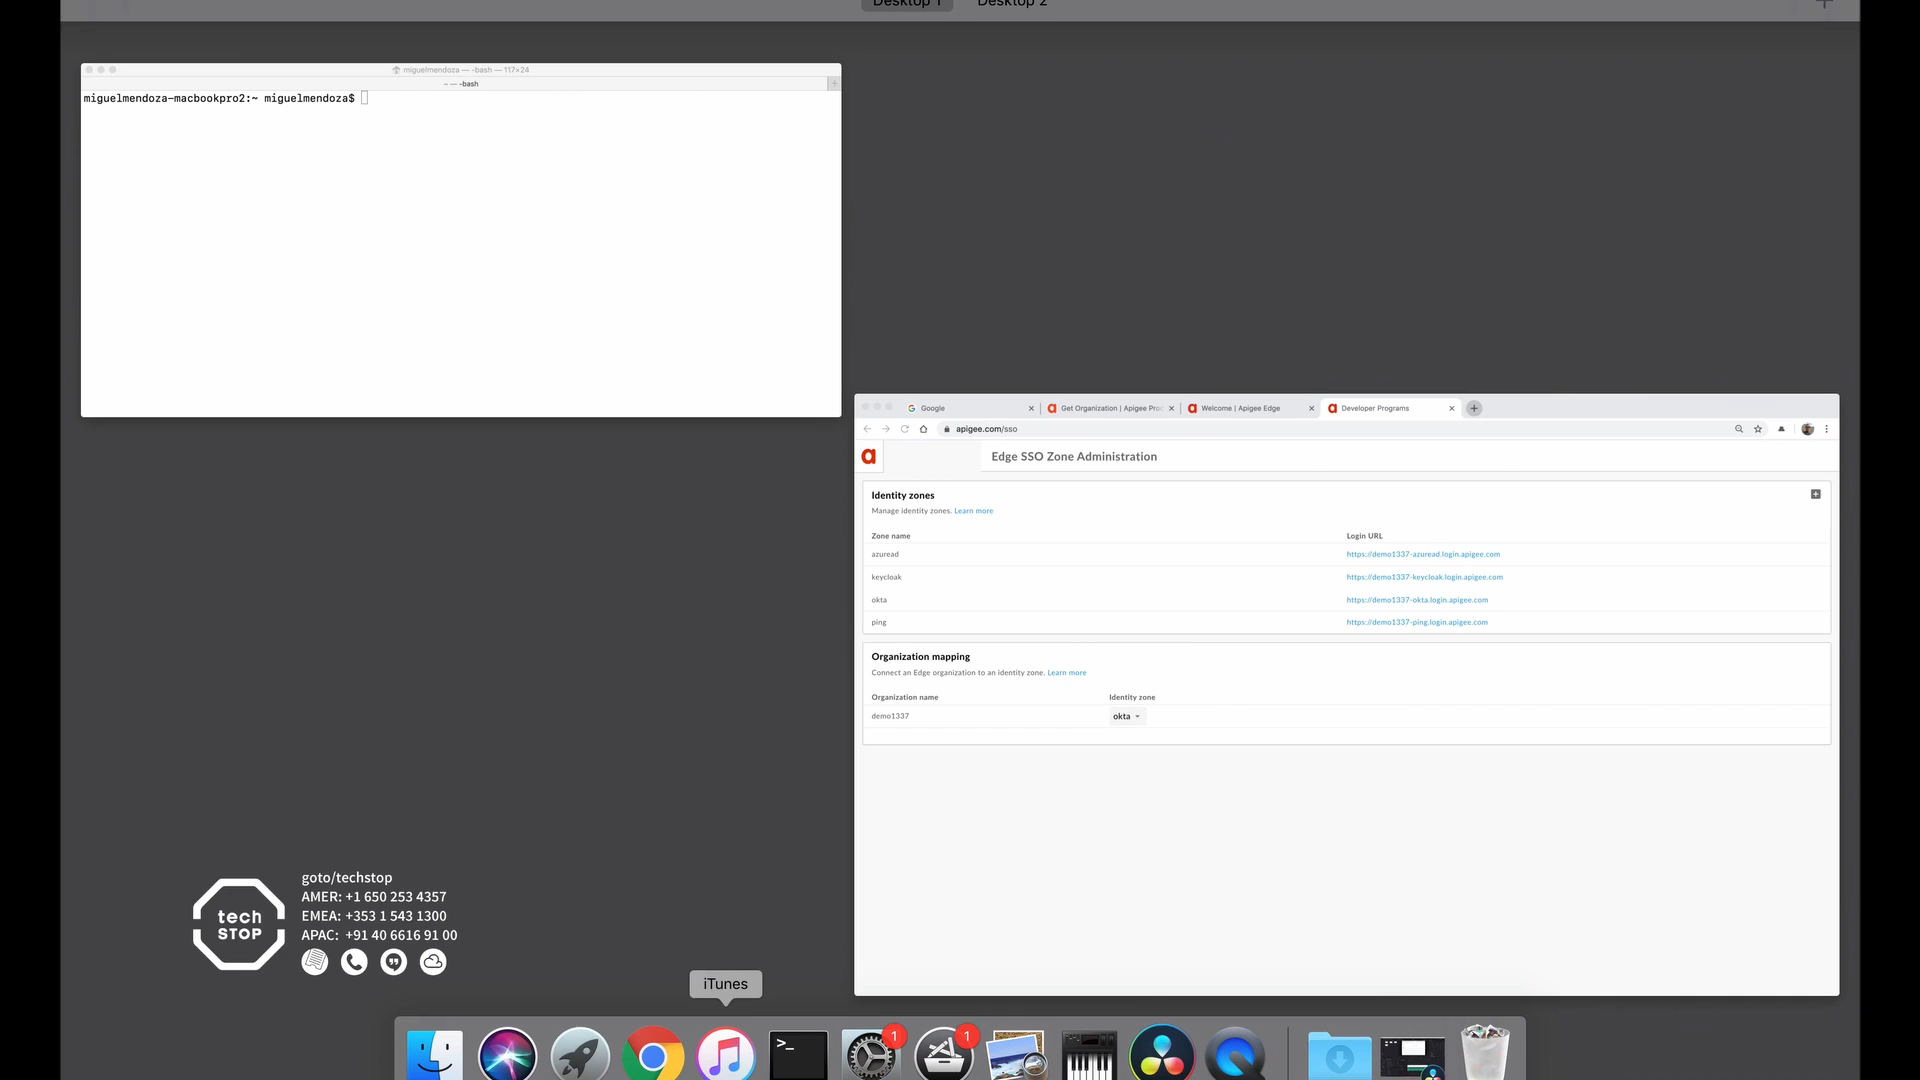 Desktop 1 Desktop 2
miguelmendoza — -bash — 117×24
~ — -bash
miguelmendoza-macbookpro2:~ miguelmendoza$
Google
Get Organization | Apigee Pro
Welcome | Apigee Edge
Developer Programs
apigee.com/sso
a
Edge SSO Zone Administration
Identity zones
Manage identity zones. Learn more
Zone name Login URL
azuread https://demo1337-azuread.login.apigee.com
keycloak https://demo1337-keycloak.login.apigee.com
okta https://demo1337-okta.login.apigee.com
ping https://demo1337-ping.login.apigee.com
Organization mapping
Connect an Edge organization to an identity zone. Learn more
Organization name Identity zone
demo1337 okta
tech
STOP
goto/techstop
AMER: +1 650 253 4357
EMEA: +353 1 543 1300
APAC: +91 40 6616 91 00
iTunes
>_
1
1